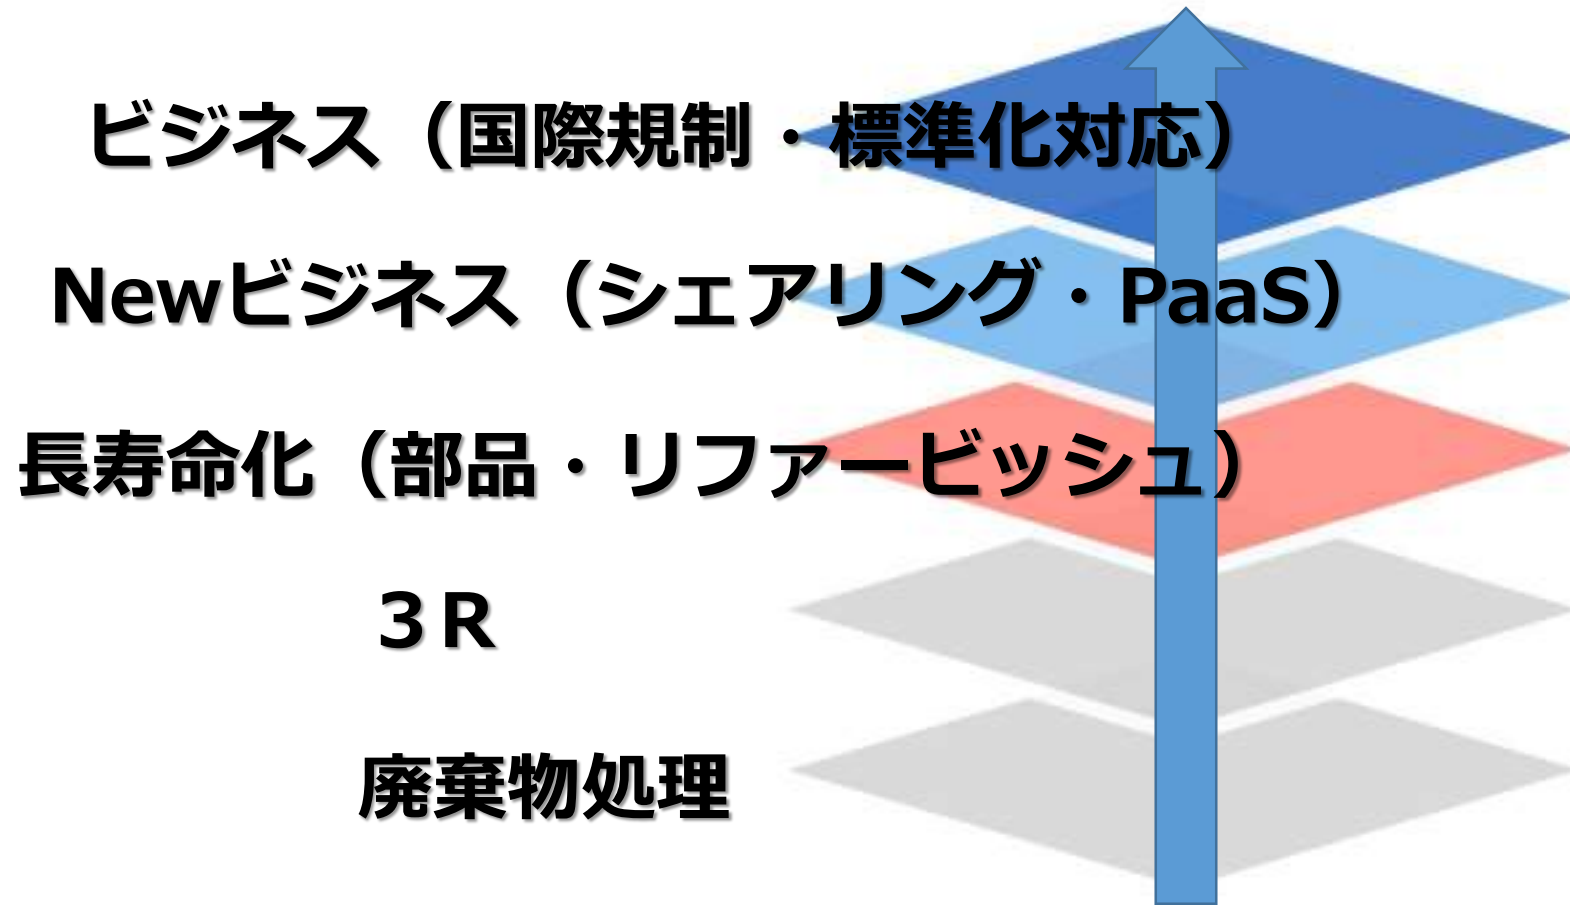 ビジネス（国際規制・標準化対応）
Newビジネス（シェアリング・PaaS）
長寿命化（部品・リファービッシュ）
３R
廃棄物処理